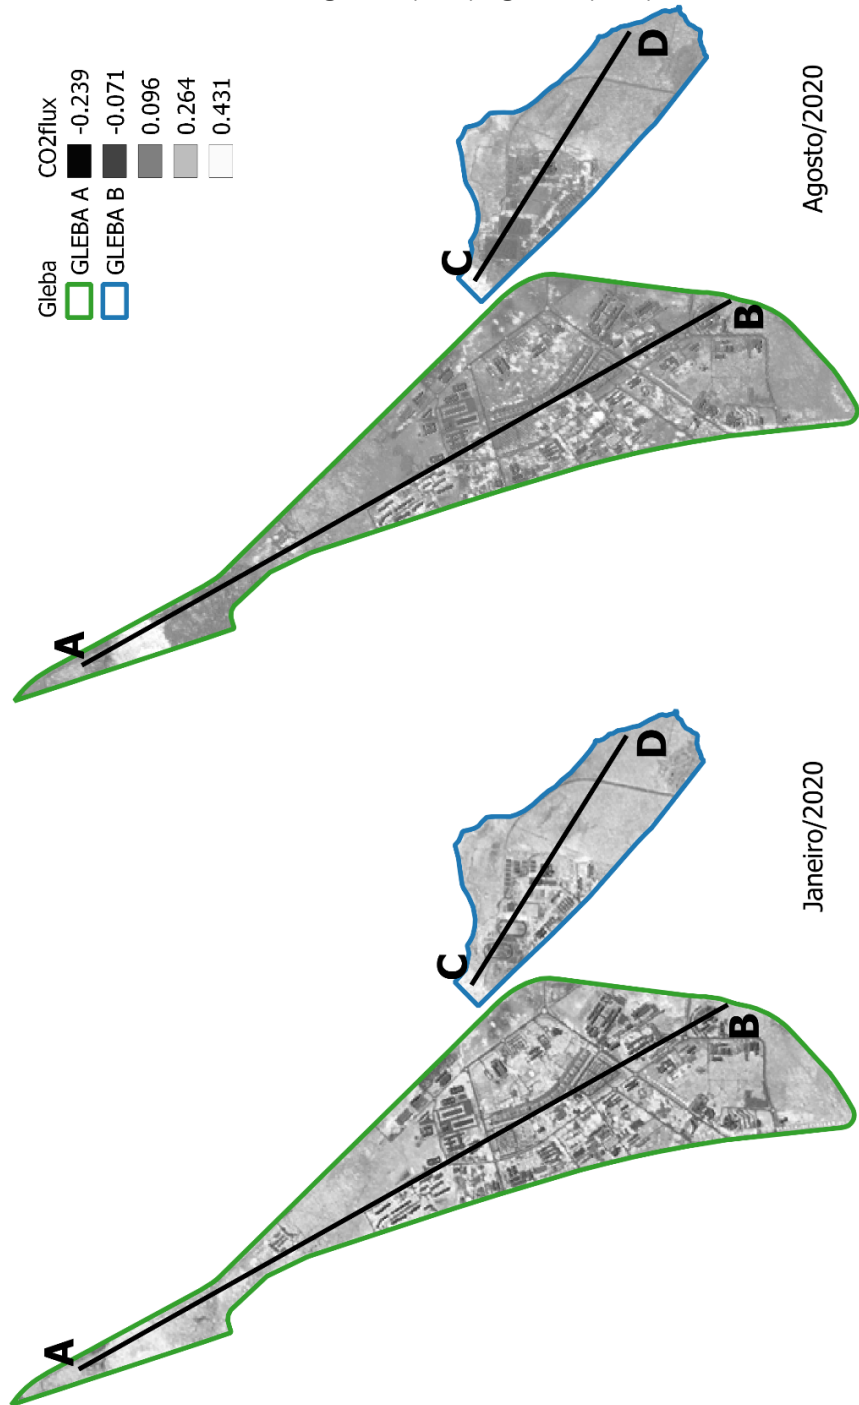 Gleba CO2flux
GLEBA A -0.239
GLEBA B -0.071
0.096
0.264
0.431
A
B
C
D
Agosto/2020
A
B
C
D
Janeiro/2020